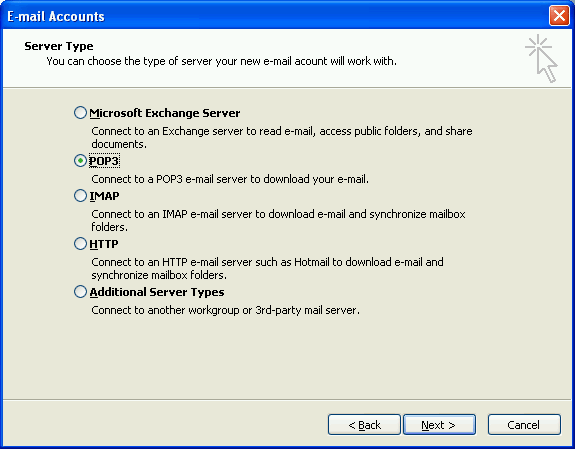 E-mail Accounts
Server Type
You can choose the type of server your new e-mail acount will work with.
Microsoft Exchange Server
Connect to an Exchange server to read e-mail, access public folders, and share
documents.
POP3
Connect to a POP3 e-mail server to download your e-mail.
IMAP
Connect to an IMAP e-mail server to download e-mail and synchronize mailbox
folders.
HTTP
Connect to an HTTP e-mail server such as Hotmail to download e-mail and
synchronize mailbox folders.
Additional Server Types
Connect to another workgroup or 3rd-party mail server.
< Back Next > Cancel